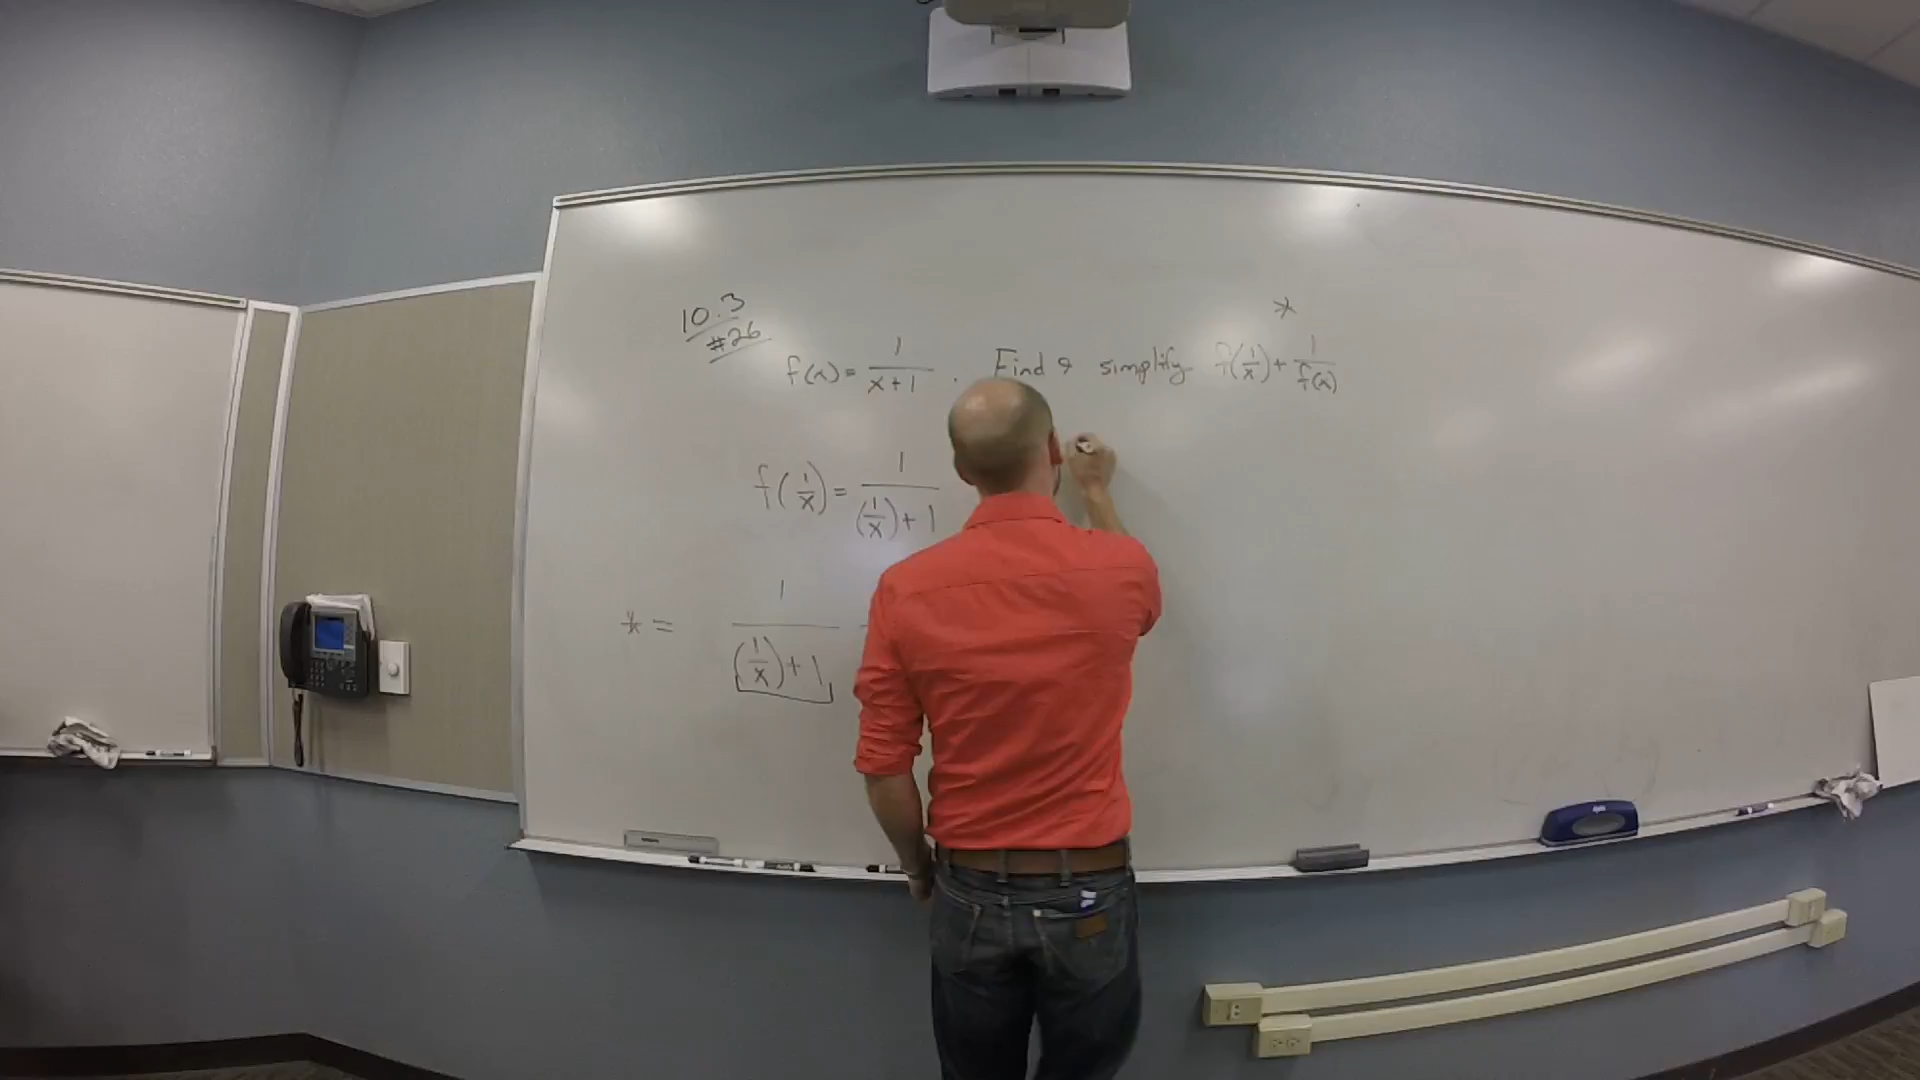 10.3
#26
f(x) = 1/(x+1) . Find & simplify f(1/x) + 1/f(x)
*
f(1/x) = 1/((1/x)+1)
* = 1/((1/x)+1)